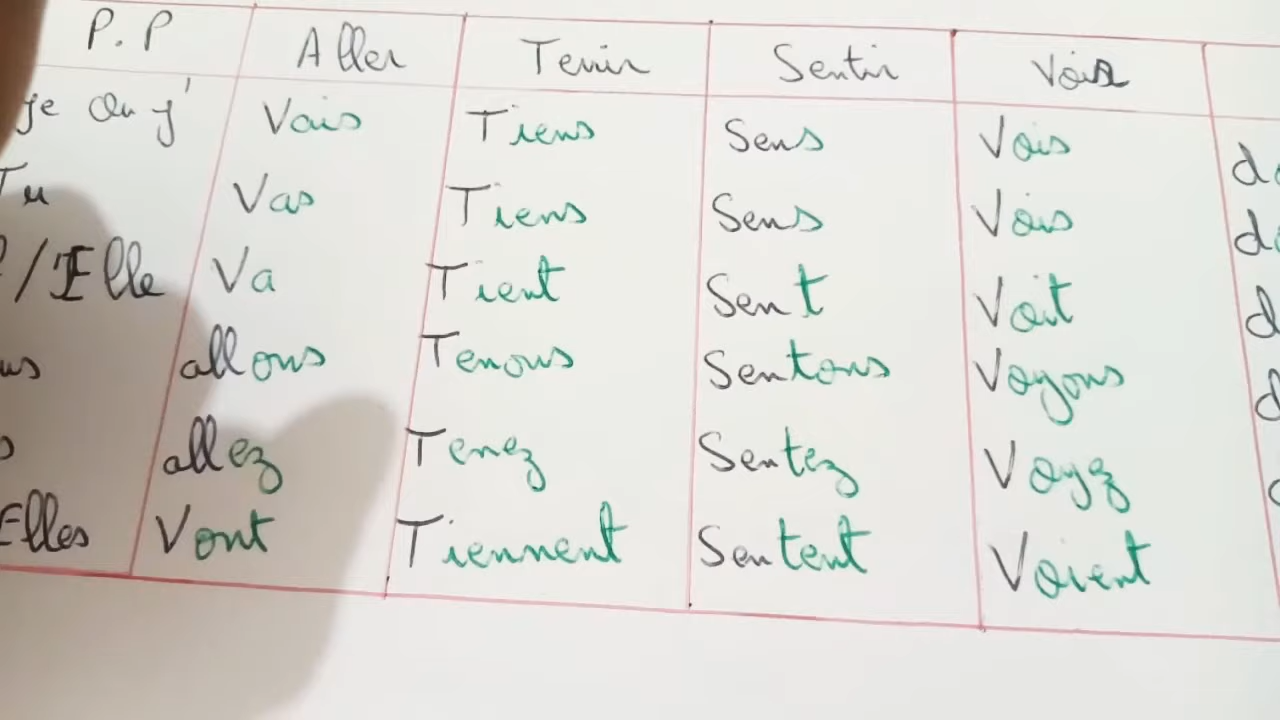 P.P Aller Tenir Sentir Voir
je ou j' Vais Tiens Sens Vois
Tu Vas Tiens Sens Vois
/Elle Va Tient Sent Voit
us allons Tenons Sentons Voyons
s allez Tenez Sentez Voyez
Elles Vont Tiennent Sentent Voient